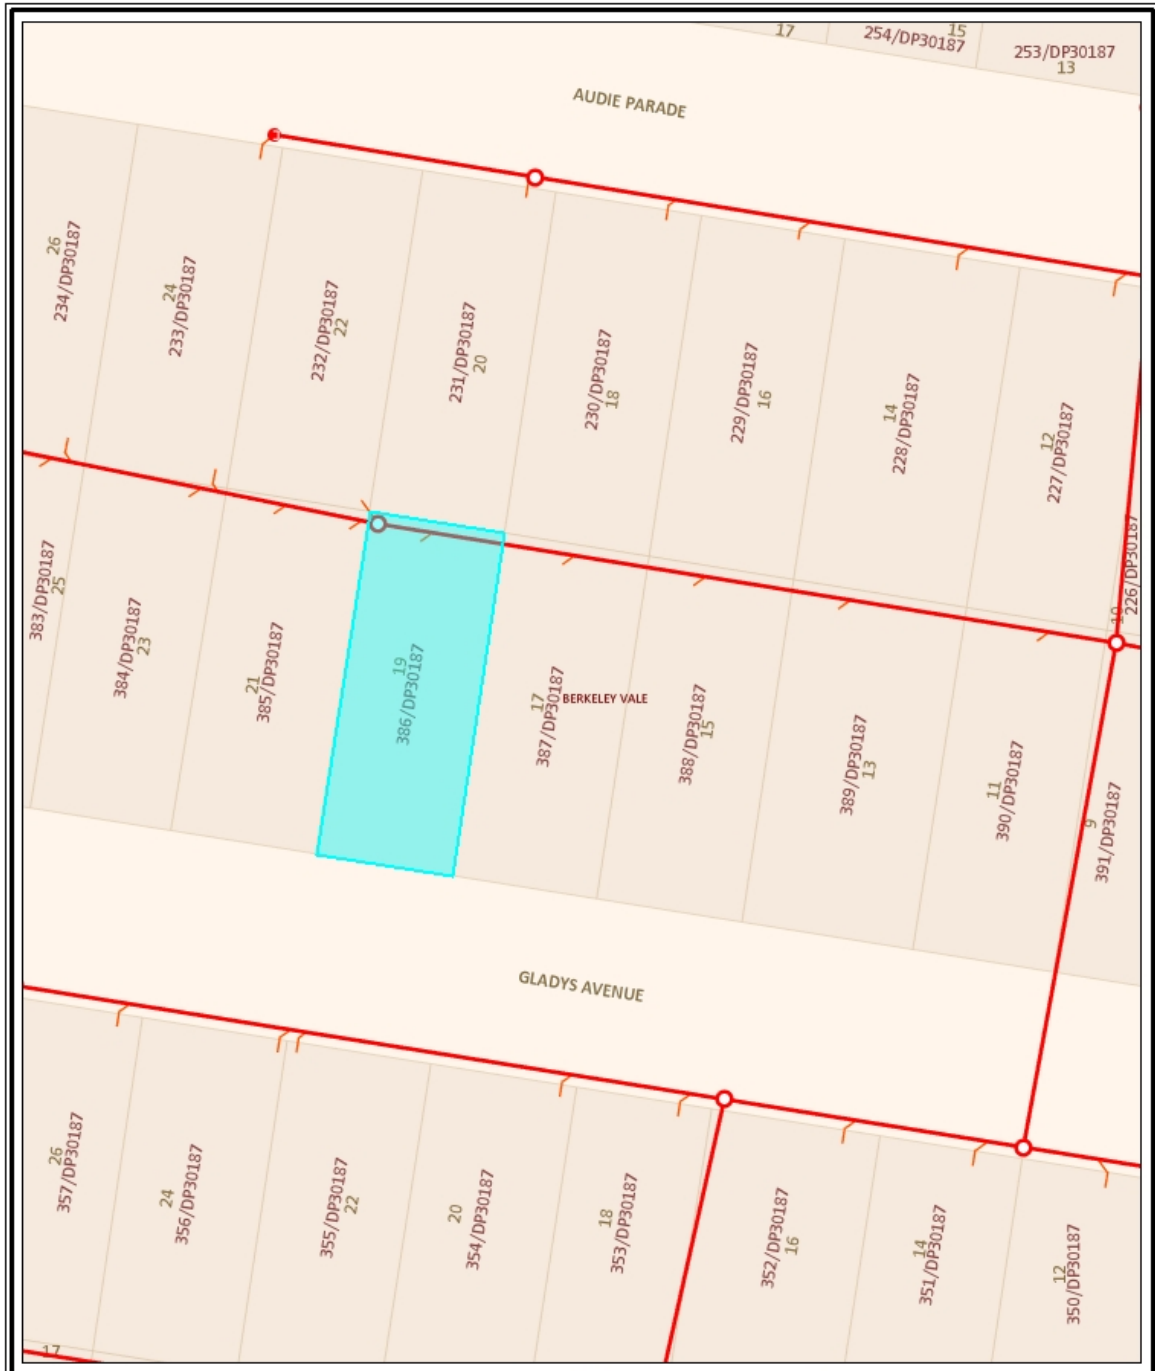 17
15
254/DP30187
253/DP30187
13
AUDIE PARADE
26
234/DP30187
24
233/DP30187
232/DP30187
22
231/DP30187
20
230/DP30187
18
229/DP30187
16
14
228/DP30187
12
227/DP30187
10
226/DP30187
383/DP30187
25
384/DP30187
23
21
385/DP30187
19
386/DP30187
17
387/DP30187
BERKELEY VALE
388/DP30187
15
389/DP30187
13
11
390/DP30187
9
391/DP30187
GLADYS AVENUE
26
357/DP30187
24
356/DP30187
355/DP30187
22
20
354/DP30187
18
353/DP30187
352/DP30187
16
14
351/DP30187
12
350/DP30187
17